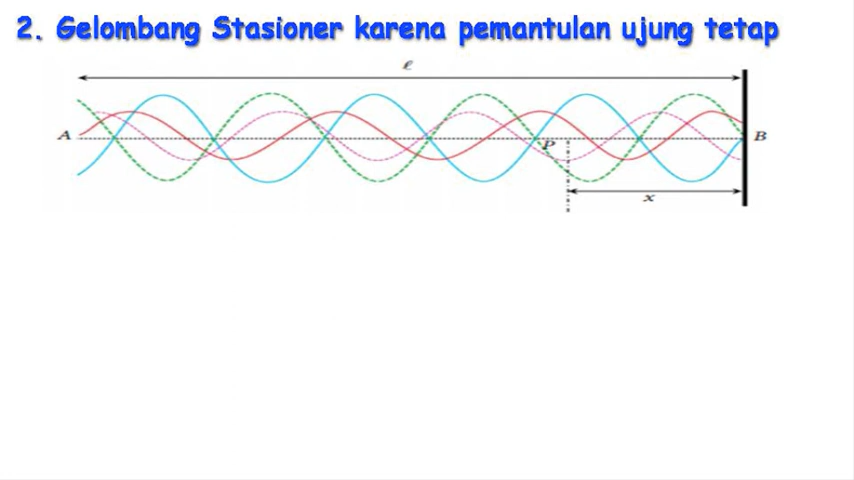 2. Gelombang Stasioner karena pemantulan ujung tetap
ℓ
A
P
B
x